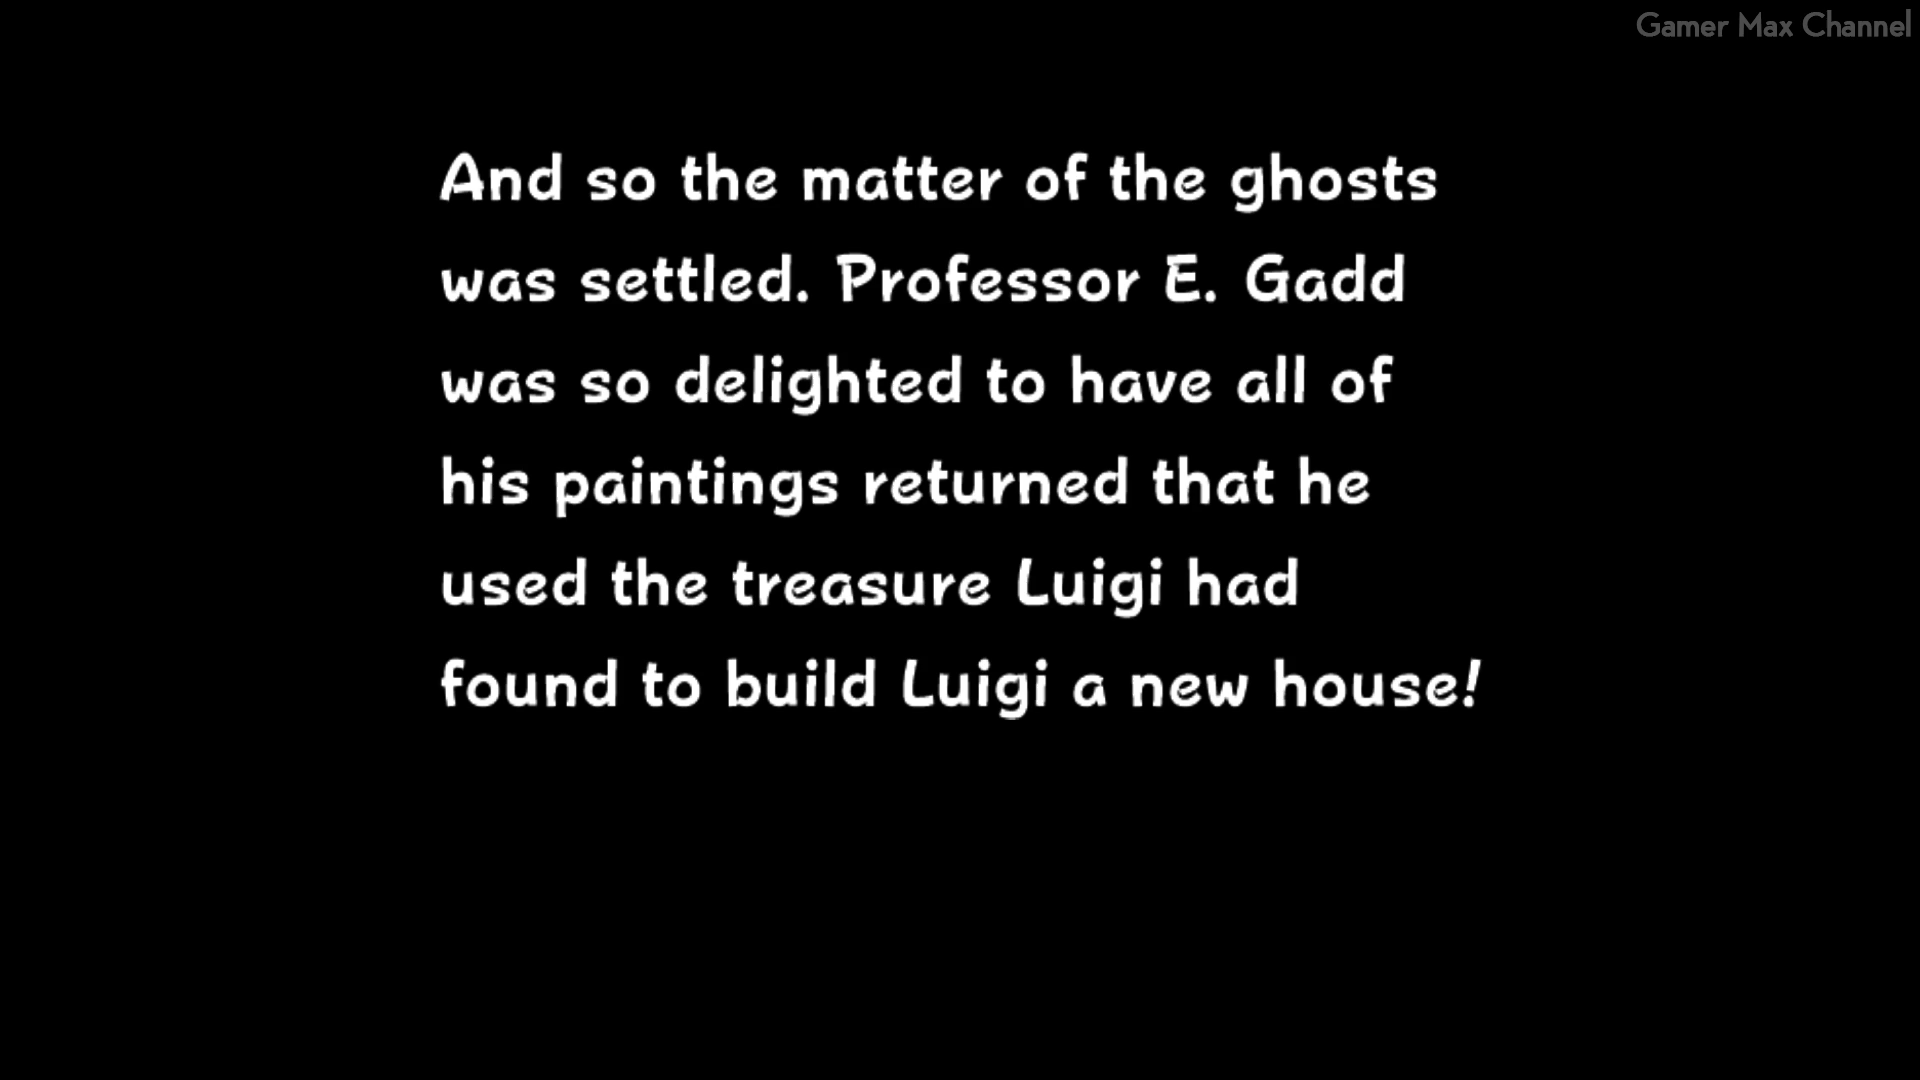 Gamer Max Channel
And so the matter of the ghosts
was settled. Professor E. Gadd
was so delighted to have all of
his paintings returned that he
used the treasure Luigi had
found to build Luigi a new house!